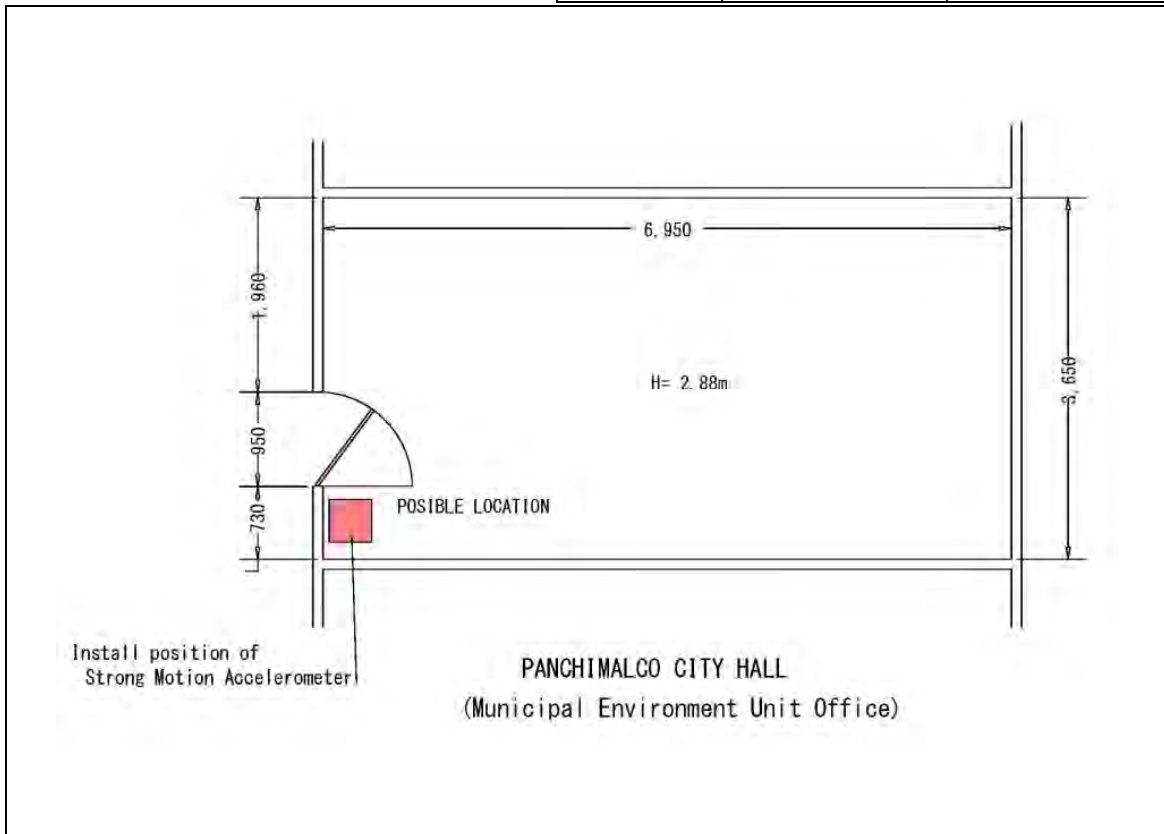 6,950
1,960
H= 2.88m
3,650
950
730
POSIBLE LOCATION
Install position of
Strong Motion Accelerometer
PANCHIMALCO CITY HALL
(Municipal Environment Unit Office)